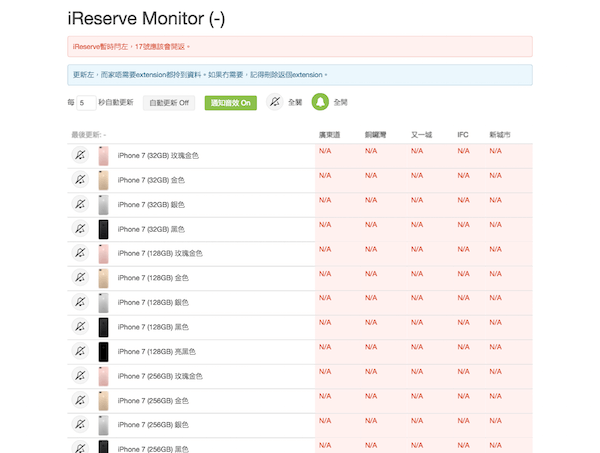 iReserve Monitor (-)
iReserve暫時閂左，17號應該會開返。
更新左，而家唔需要extension都拎到資料。如果冇需要，記得刪除返個extension。
每 5 秒自動更新 自動更新 Off 通知音效 On 全關 全開
最後更新: - 廣東道 銅鑼灣 又一城 IFC 新城市
iPhone 7 (32GB) 玫瑰金色 N/A N/A N/A N/A N/A
iPhone 7 (32GB) 金色 N/A N/A N/A N/A N/A
iPhone 7 (32GB) 銀色 N/A N/A N/A N/A N/A
iPhone 7 (32GB) 黑色 N/A N/A N/A N/A N/A
iPhone 7 (128GB) 玫瑰金色 N/A N/A N/A N/A N/A
iPhone 7 (128GB) 金色 N/A N/A N/A N/A N/A
iPhone 7 (128GB) 銀色 N/A N/A N/A N/A N/A
iPhone 7 (128GB) 黑色 N/A N/A N/A N/A N/A
iPhone 7 (128GB) 亮黑色 N/A N/A N/A N/A N/A
iPhone 7 (256GB) 玫瑰金色 N/A N/A N/A N/A N/A
iPhone 7 (256GB) 金色 N/A N/A N/A N/A N/A
iPhone 7 (256GB) 銀色 N/A N/A N/A N/A N/A
iPhone 7 (256GB) 黑色 N/A N/A N/A N/A N/A